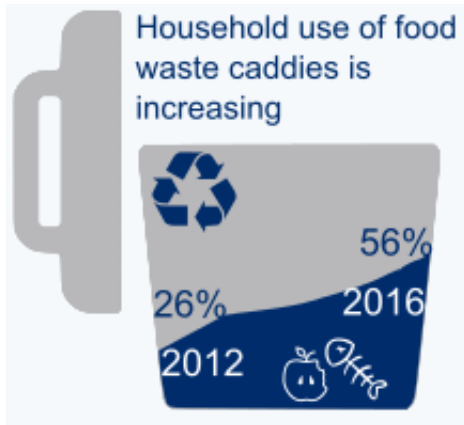 Household use of food
waste caddies is
increasing
56%
26%
2016
2012